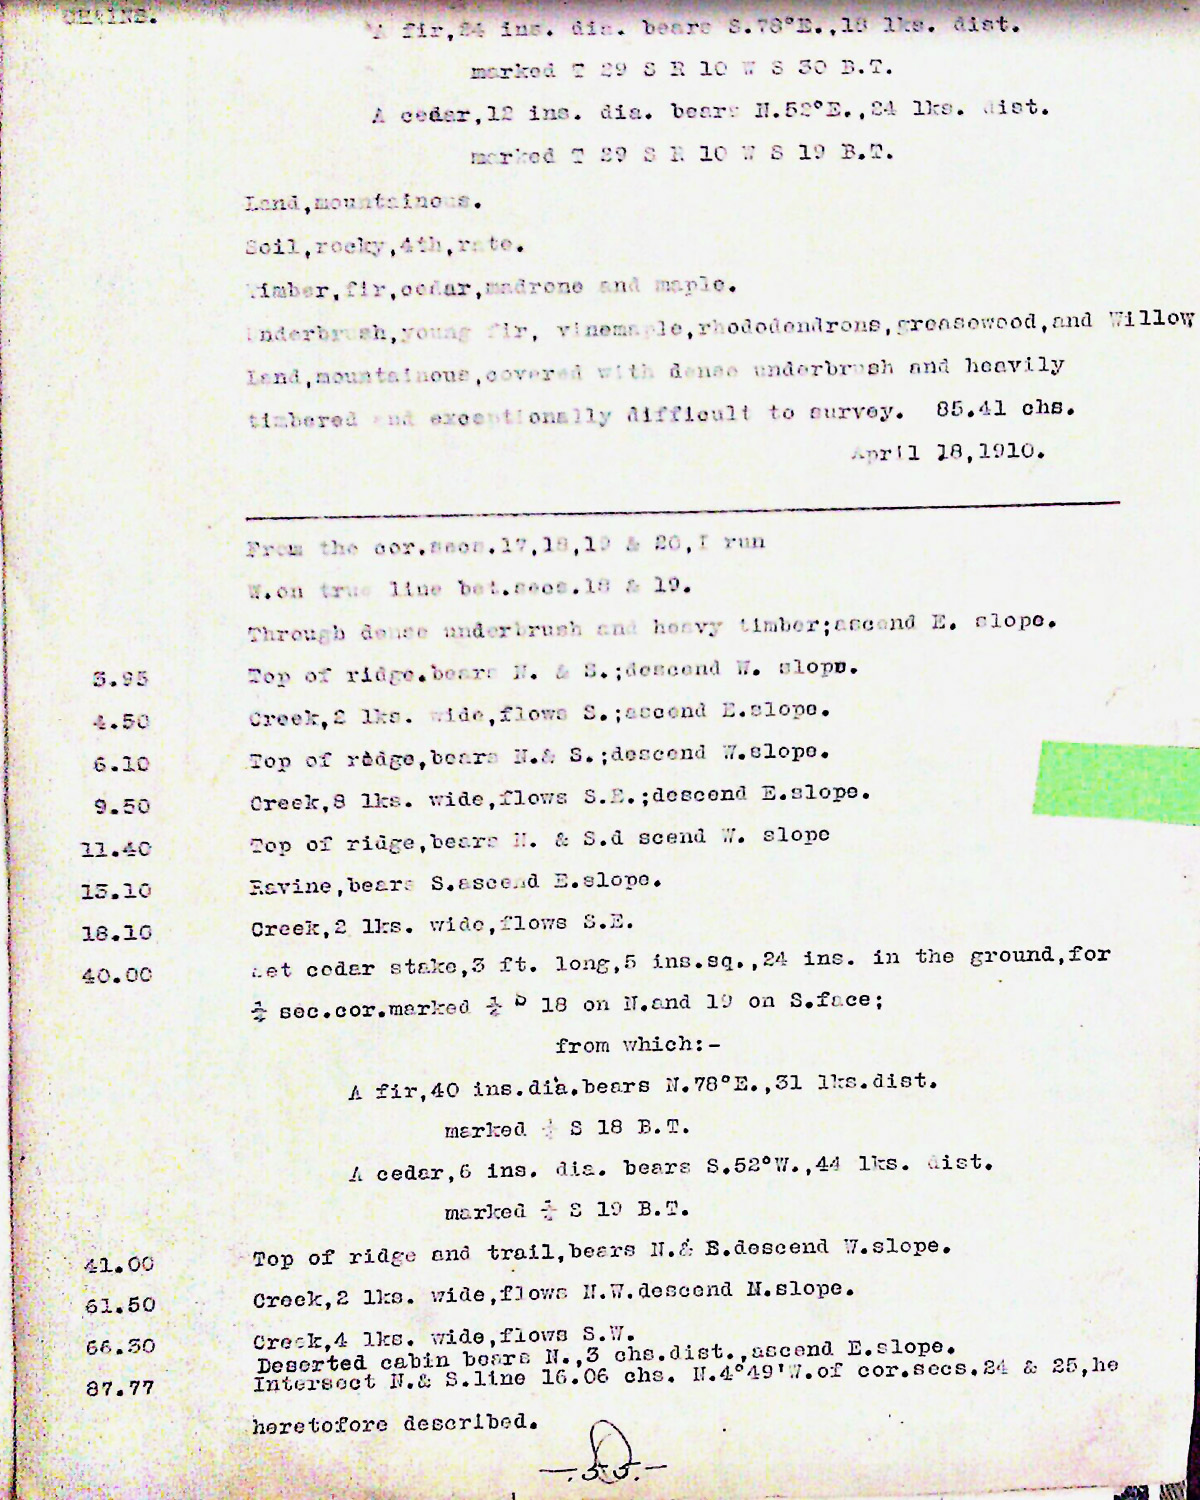 CHAINS.
A fir,24 ins. dia. bears S.78°E.,18 lks. dist.
marked T 29 S R 10 W S 30 B.T.
A cedar,12 ins. dia. bears N.52°E.,24 lks. dist.
marked T 29 S R 10 W S 19 B.T.
Land,mountainous.
Soil,rocky,4th,rate.
Timber,fir,cedar,madrone and maple.
Underbrush,young fir, vinemaple,rhododendrons,greasewood,and Willow
Land,mountainous,covered with dense underbrush and heavily
timbered and exceptionally difficult to survey. 85.41 chs.
April 18,1910.
From the cor.secs.17,18,19 & 20,I run
W.on true line bet.secs.18 & 19.
Through dense underbrush and heavy timber;ascend E. slope.
3.95 Top of ridge.bears N. & S.;descend W. slope.
4.50 Creek,2 lks. wide,flows S.;ascend E.slope.
6.10 Top of ridge,bears N.& S.;descend W.slope.
9.50 Creek,8 lks. wide,flows S.E.;descend E.slope.
11.40 Top of ridge,bears N. & S.d scend W. slope
13.10 Ravine,bears S.ascend E.slope.
18.10 Creek,2 lks. wide,flows S.E.
40.00 Set cedar stake,3 ft. long,5 ins.sq.,24 ins. in the ground,for
¼ sec.cor.marked ¼ S 18 on N.and 19 on S.face;
from which:-
A fir,40 ins.dia.bears N.78°E.,31 lks.dist.
marked ¼ S 18 B.T.
A cedar,6 ins. dia. bears S.52°W.,44 lks. dist.
marked ¼ S 19 B.T.
41.00 Top of ridge and trail,bears N.& S.descend W.slope.
61.50 Creek,2 lks. wide,flows N.W.descend N.slope.
66.30 Creek,4 lks. wide,flows S.W.
Deserted cabin bears N.,3 chs.dist.,ascend E.slope.
87.77 Intersect N.& S.line 16.06 chs. N.4°49'W.of cor.secs.24 & 25,he
heretofore described.